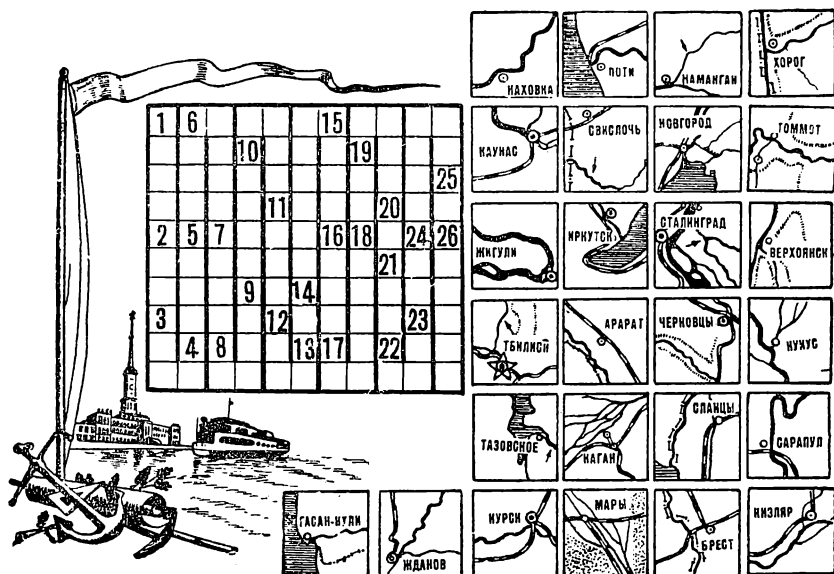 КАХОВКА
ПОТИ
НАМАНГАН
ХОРОГ
1 6 15
10 19
25
11 20
2 5 7 16 18 24 26
21
9 14
3 12 23
4 8 13 17 22
КАУНАС
СВИСЛОЧЬ
НОВГОРОД
ТОММОТ
ЖИГУЛИ
ИРКУТСК
СТАЛИНГРАД
ВЕРХОЯНСК
ТБИЛИСИ
АРАРАТ
ЧЕРНОВЦЫ
НУКУС
ТАЗОВСКОЕ
КАГАН
СЛАНЦЫ
САРАПУЛ
ГАСАН-КУЛИ
ЖДАНОВ
КУРСК
МАРЫ
БРЕСТ
КИЗЛЯР